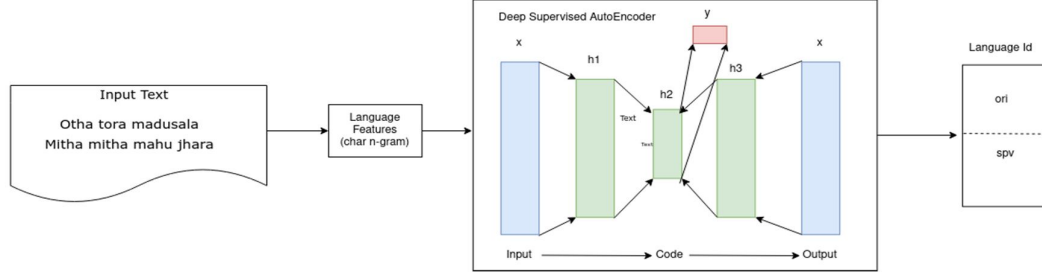 Input Text
Otha tora madusala
Mitha mitha mahu jhara
Language
Features
(char n-gram)
Deep Supervised AutoEncoder
x
h1
Text
h2
Text
y
h3
x
Input
Code
Output
Language Id
ori
spv